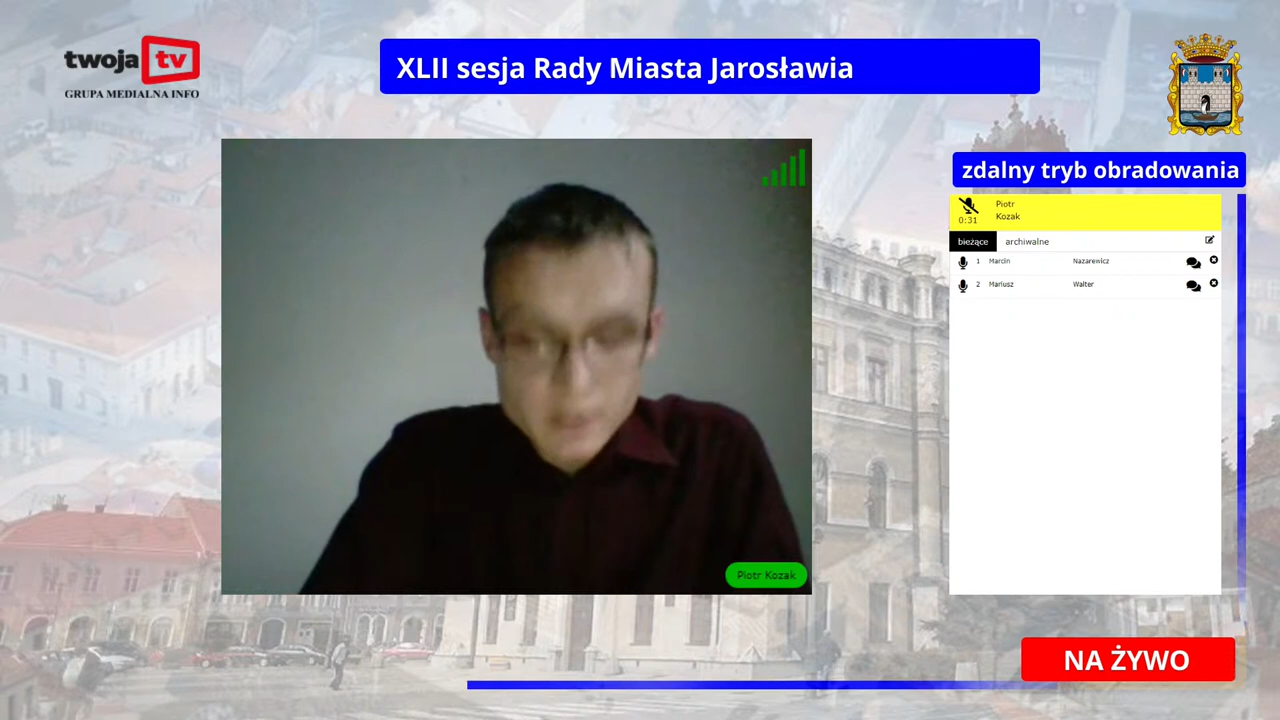 twoja tv
GRUPA MEDIALNA INFO
XLII sesja Rady Miasta Jarosławia
zdalny tryb obradowania
Piotr
0:31 Kozak
bieżące archiwalne
1 Marcin Nazarewicz
2 Mariusz Walter
Piotr Kozak
NA ŻYWO